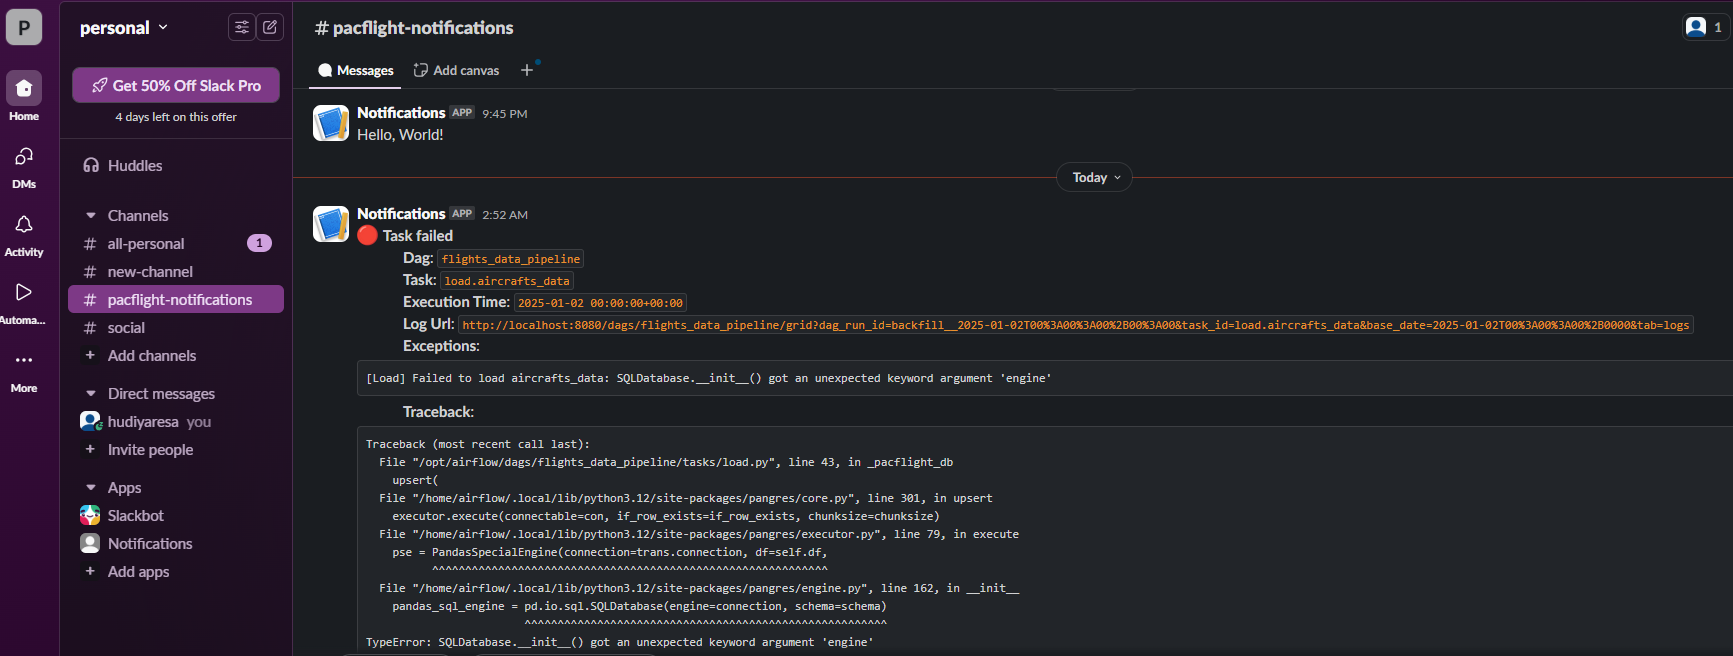 P
Home
DMs
Activity
Automa...
More
personal
Get 50% Off Slack Pro
4 days left on this offer
Huddles
Channels
# all-personal 1
# new-channel
# pacflight-notifications
# social
+ Add channels
Direct messages
hudiyaresa you
+ Invite people
Apps
Slackbot
Notifications
+ Add apps
# pacflight-notifications
1
Messages Add canvas +
Notifications APP 9:45 PM
Hello, World!
Today
Notifications APP 2:52 AM
Task failed
Dag: flights_data_pipeline
Task: load.aircrafts_data
Execution Time: 2025-01-02 00:00:00+00:00
Log Url: http://localhost:8080/dags/flights_data_pipeline/grid?dag_run_id=backfill__2025-01-02T00%3A00%3A00%2B00%3A00&task_id=load.aircrafts_data&base_date=2025-01-02T00%3A00%3A00%2B0000&tab=logs
Exceptions:
[Load] Failed to load aircrafts_data: SQLDatabase.__init__() got an unexpected keyword argument 'engine'
Traceback:
Traceback (most recent call last):
File "/opt/airflow/dags/flights_data_pipeline/tasks/load.py", line 43, in _pacflight_db
upsert(
File "/home/airflow/.local/lib/python3.12/site-packages/pangres/core.py", line 301, in upsert
executor.execute(connectable=con, if_row_exists=if_row_exists, chunksize=chunksize)
File "/home/airflow/.local/lib/python3.12/site-packages/pangres/executor.py", line 79, in execute
pse = PandasSpecialEngine(connection=trans.connection, df=self.df,
^^^^^^^^^^^^^^^^^^^^^^^^^^^^^^^^^^^^^^^^^^^^^^^^^^^^^^^^^^^^
File "/home/airflow/.local/lib/python3.12/site-packages/pangres/engine.py", line 162, in __init__
pandas_sql_engine = pd.io.sql.SQLDatabase(engine=connection, schema=schema)
^^^^^^^^^^^^^^^^^^^^^^^^^^^^^^^^^^^^^^^^^^^^^^^^^^^^^^^
TypeError: SQLDatabase.__init__() got an unexpected keyword argument 'engine'